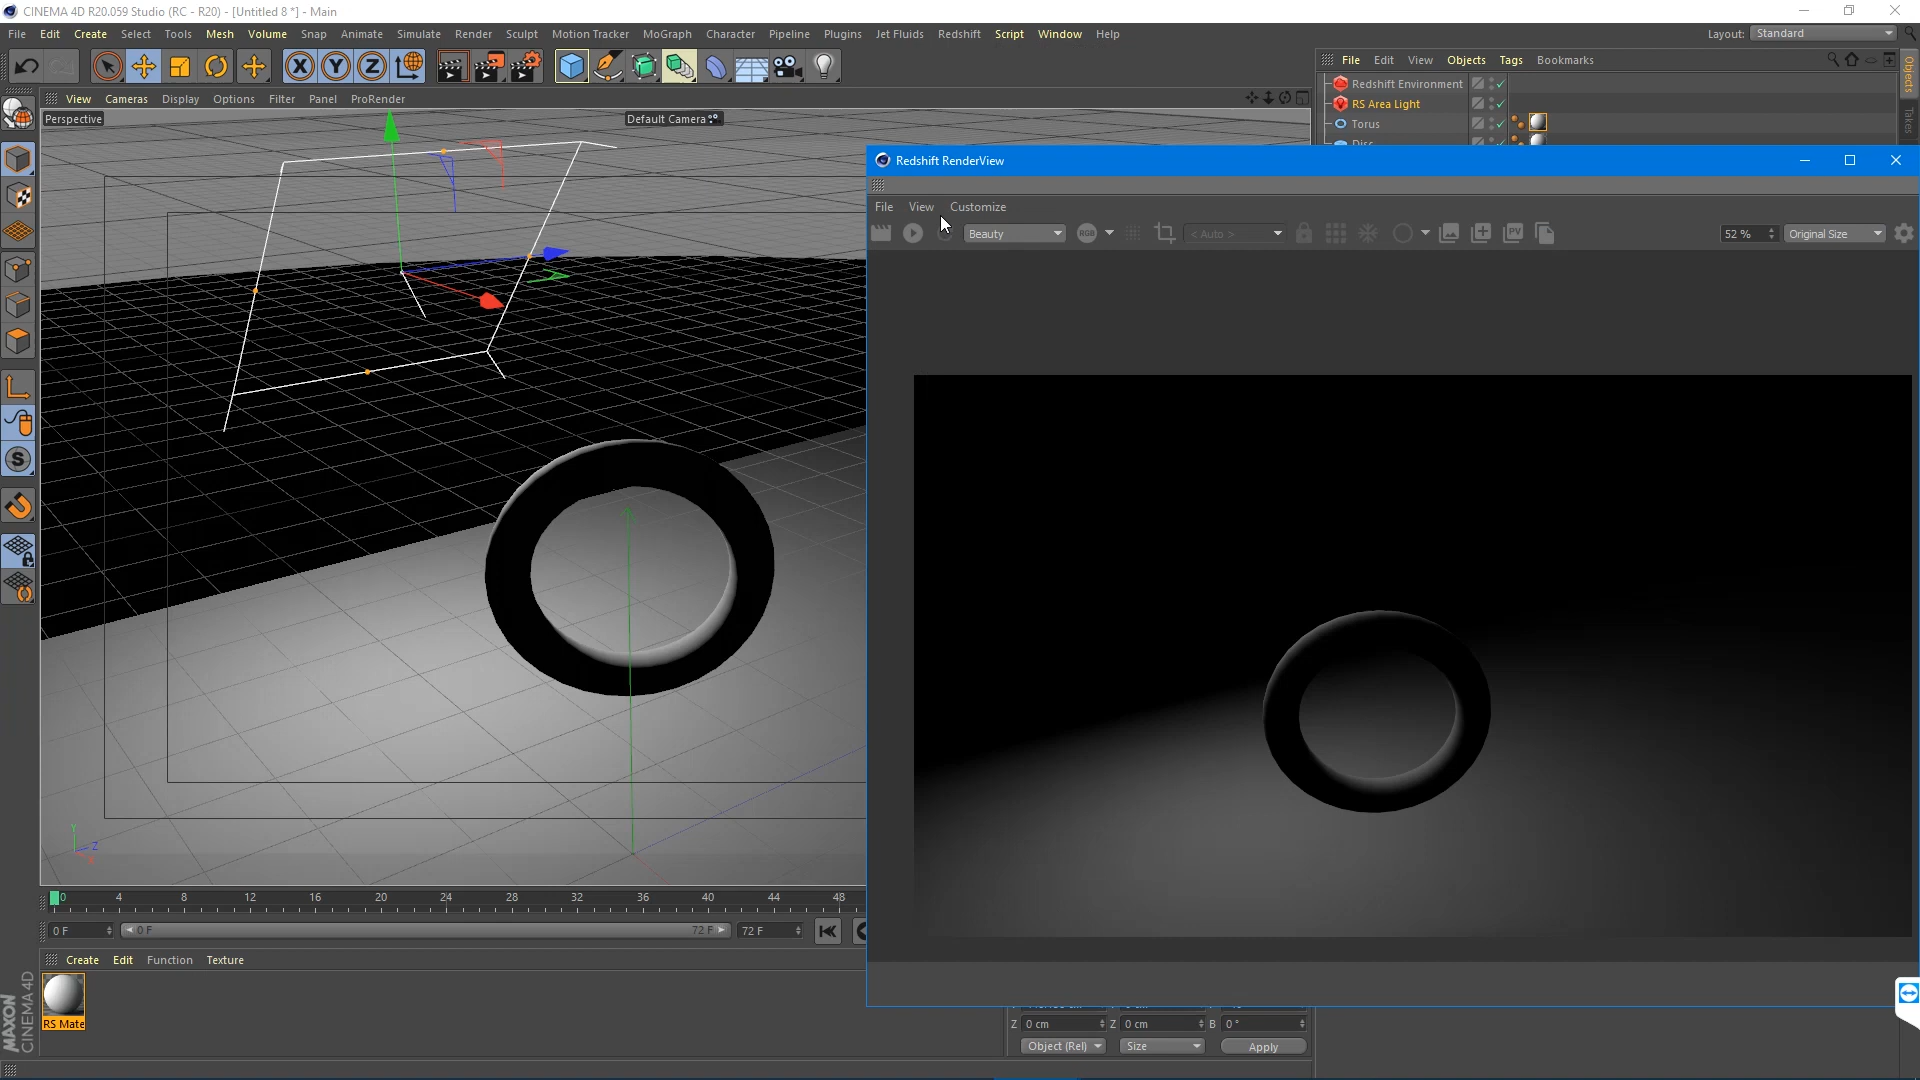 CINEMA 4D R20.059 Studio (RC - R20) - [Untitled 8 *] - Main
File Edit Create Select Tools Mesh Volume Snap Animate Simulate Render Sculpt Motion Tracker MoGraph Character Pipeline Plugins Jet Fluids Redshift Script Window Help
Layout: Standard
X Y Z
File Edit View Objects Tags Bookmarks
Objects
Takes
View Cameras Display Options Filter Panel ProRender
Perspective
Default Camera
Redshift Environment
RS Area Light
Torus
Disc
Redshift RenderView
File View Customize
Beauty
RGB
< Auto >
PV
52 %
Original Size
S
Y
Z
X
0 4 8 12 16 20 24 28 32 36 40 44 48
0 F
0 F
72 F
72 F
Create Edit Function Texture
RS Mate
MAXON
CINEMA 4D
Z 0 cm Z 0 cm B 0 °
Object (Rel) Size Apply